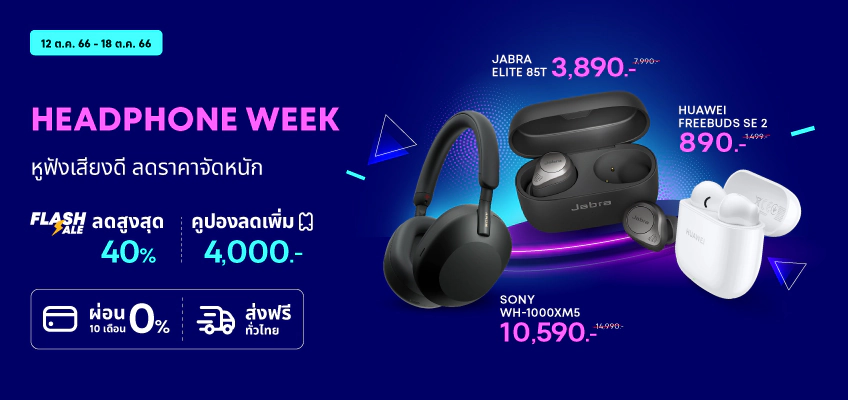 12 ต.ค. 66 - 18 ต.ค. 66
HEADPHONE WEEK
หูฟังเสียงดี ลดราคาจัดหนัก
FLASH SALE ลดสูงสุด
40%
คูปองลดเพิ่ม
4,000.-
ผ่อน 0%
10 เดือน
ส่งฟรี
ทั่วไทย
JABRA
ELITE 85T 3,890.- 7,990.-
HUAWEI
FREEBUDS SE 2
890.- 1,499.-
Jabra
HUAWEI
SONY
WH-1000XM5
10,590.- 14,990.-